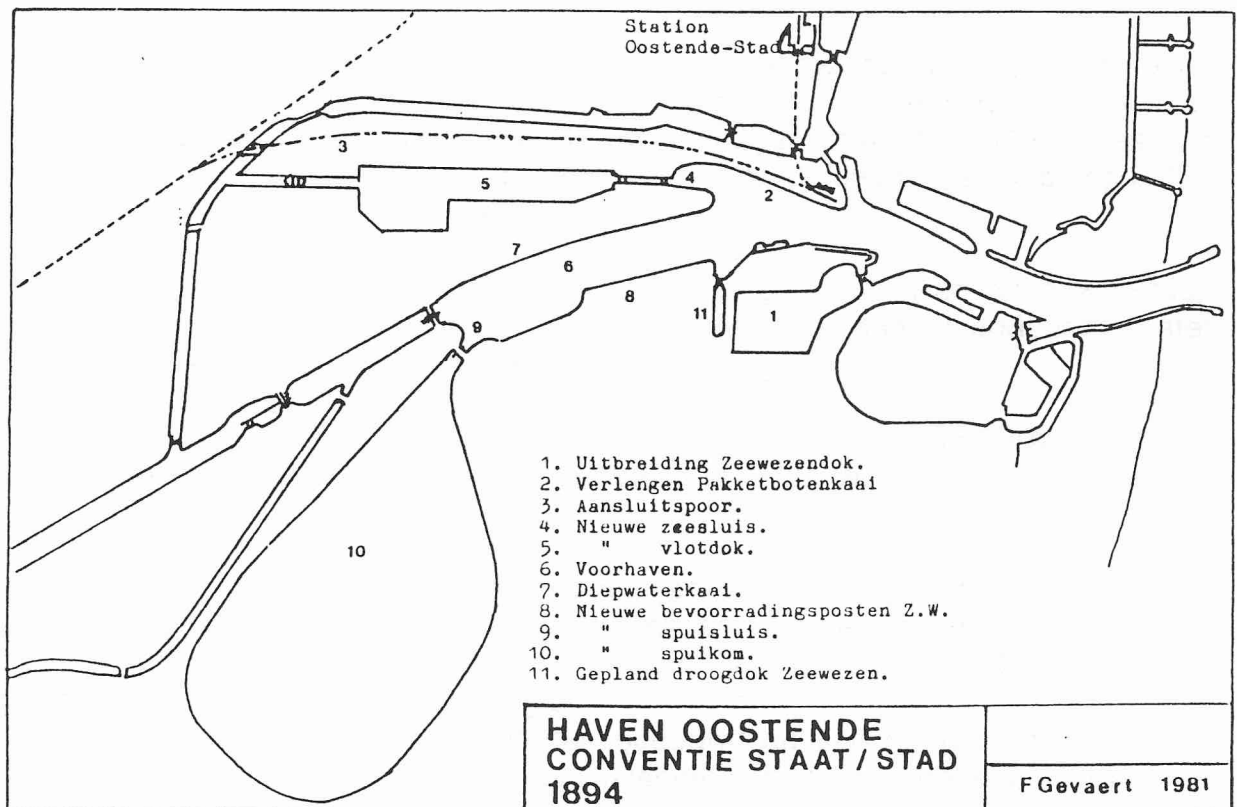 Station
Oostende-Stad
3
4
5
2
7
6
8
11
1
9
10
1. Uitbreiding Zeewezendok.
2. Verlengen Pakketbotenkaai
3. Aansluitspoor.
4. Nieuwe zeesluis.
5. " vlotdok.
6. Voorhaven.
7. Diepwaterkaai.
8. Nieuwe bevoorradingsposten Z.W.
9. " spuisluis.
10. " spuikom.
11. Gepland droogdok Zeewezen.
HAVEN OOSTENDE
CONVENTIE STAAT/STAD
1894
F Gevaert 1981